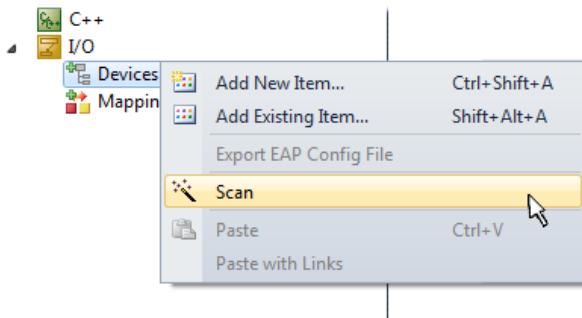 C++
I/O
Devices
Mappin
Add New Item... Ctrl+Shift+A
Add Existing Item... Shift+Alt+A
Export EAP Config File
Scan
Paste Ctrl+V
Paste with Links